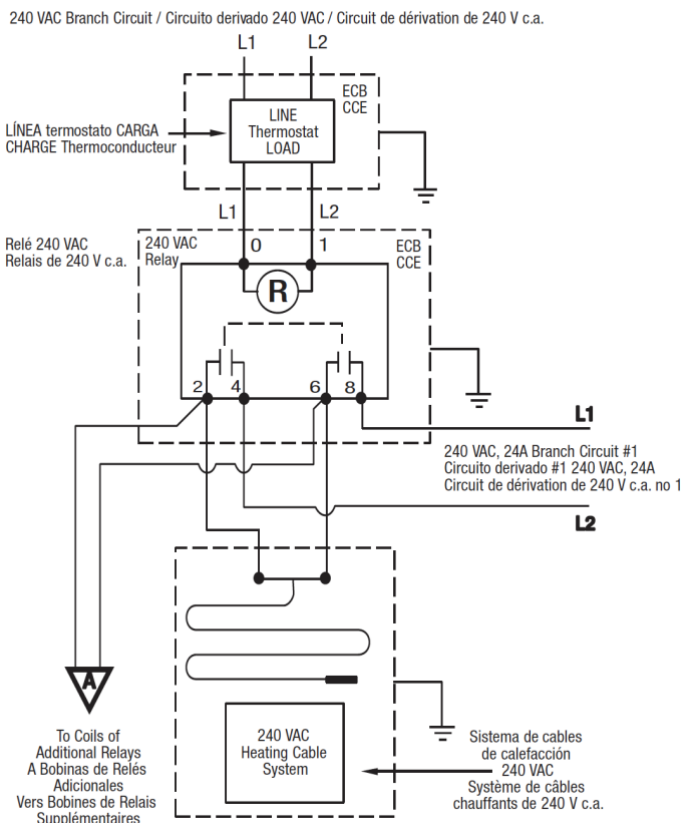 240 VAC Branch Circuit / Circuito derivado 240 VAC / Circuit de dérivation de 240 V c.a.
L1
L2
ECB
CCE
LINE
Thermostat
LOAD
LÍNEA termostato CARGA
CHARGE Thermoconducteur
L1
L2
Relé 240 VAC
Relais de 240 V c.a.
240 VAC
Relay
0
1
ECB
CCE
R
2
4
6
8
L1
240 VAC, 24A Branch Circuit #1
Circuito derivado #1 240 VAC, 24A
Circuit de dérivation de 240 V c.a. no 1
L2
A
To Coils of
Additional Relays
A Bobinas de Relés
Adicionales
Vers Bobines de Relais
Supplémentaires
240 VAC
Heating Cable
System
Sistema de cables
de calefacción
240 VAC
Système de câbles
chauffants de 240 V c.a.